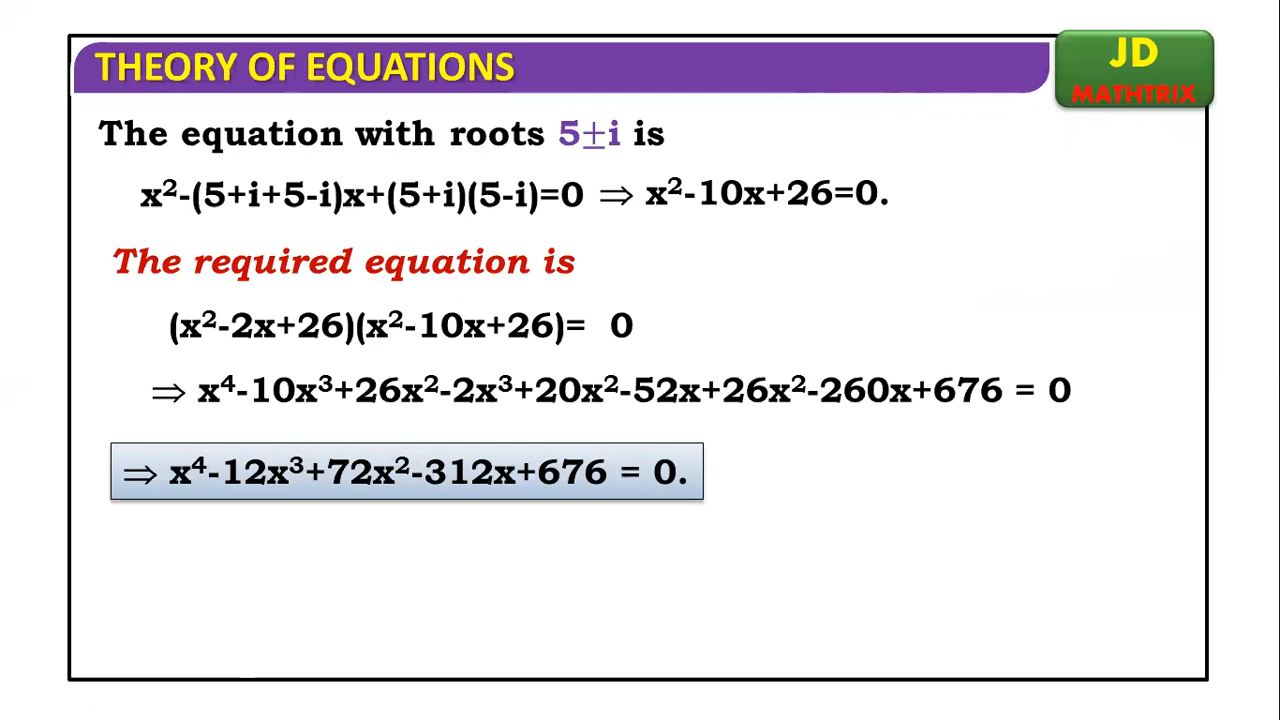 THEORY OF EQUATIONS
JD
MATHTRIX
The equation with roots 5±i is
x²-(5+i+5-i)x+(5+i)(5-i)=0 ⇒ x²-10x+26=0.
The required equation is
(x²-2x+26)(x²-10x+26)= 0
⇒ x⁴-10x³+26x²-2x³+20x²-52x+26x²-260x+676 = 0
⇒ x⁴-12x³+72x²-312x+676 = 0.